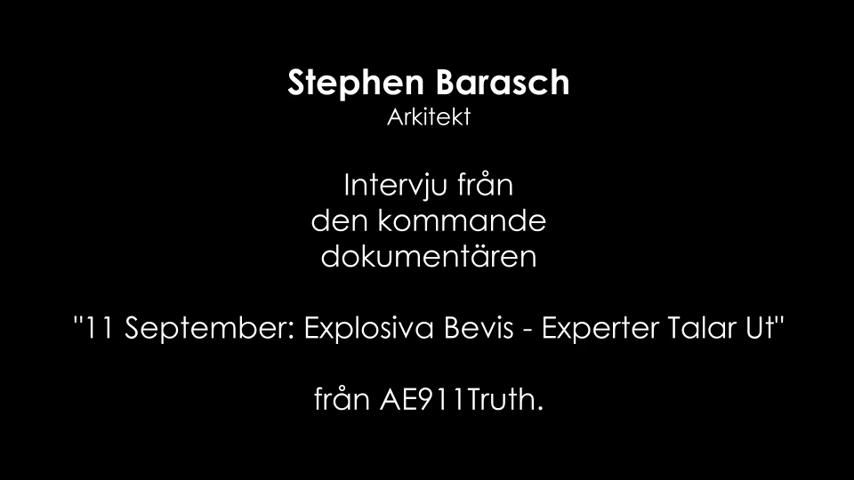 Stephen Barasch
Arkitekt
Intervju från
den kommande
dokumentären
"11 September: Explosiva Bevis - Experter Talar Ut"
från AE911Truth.